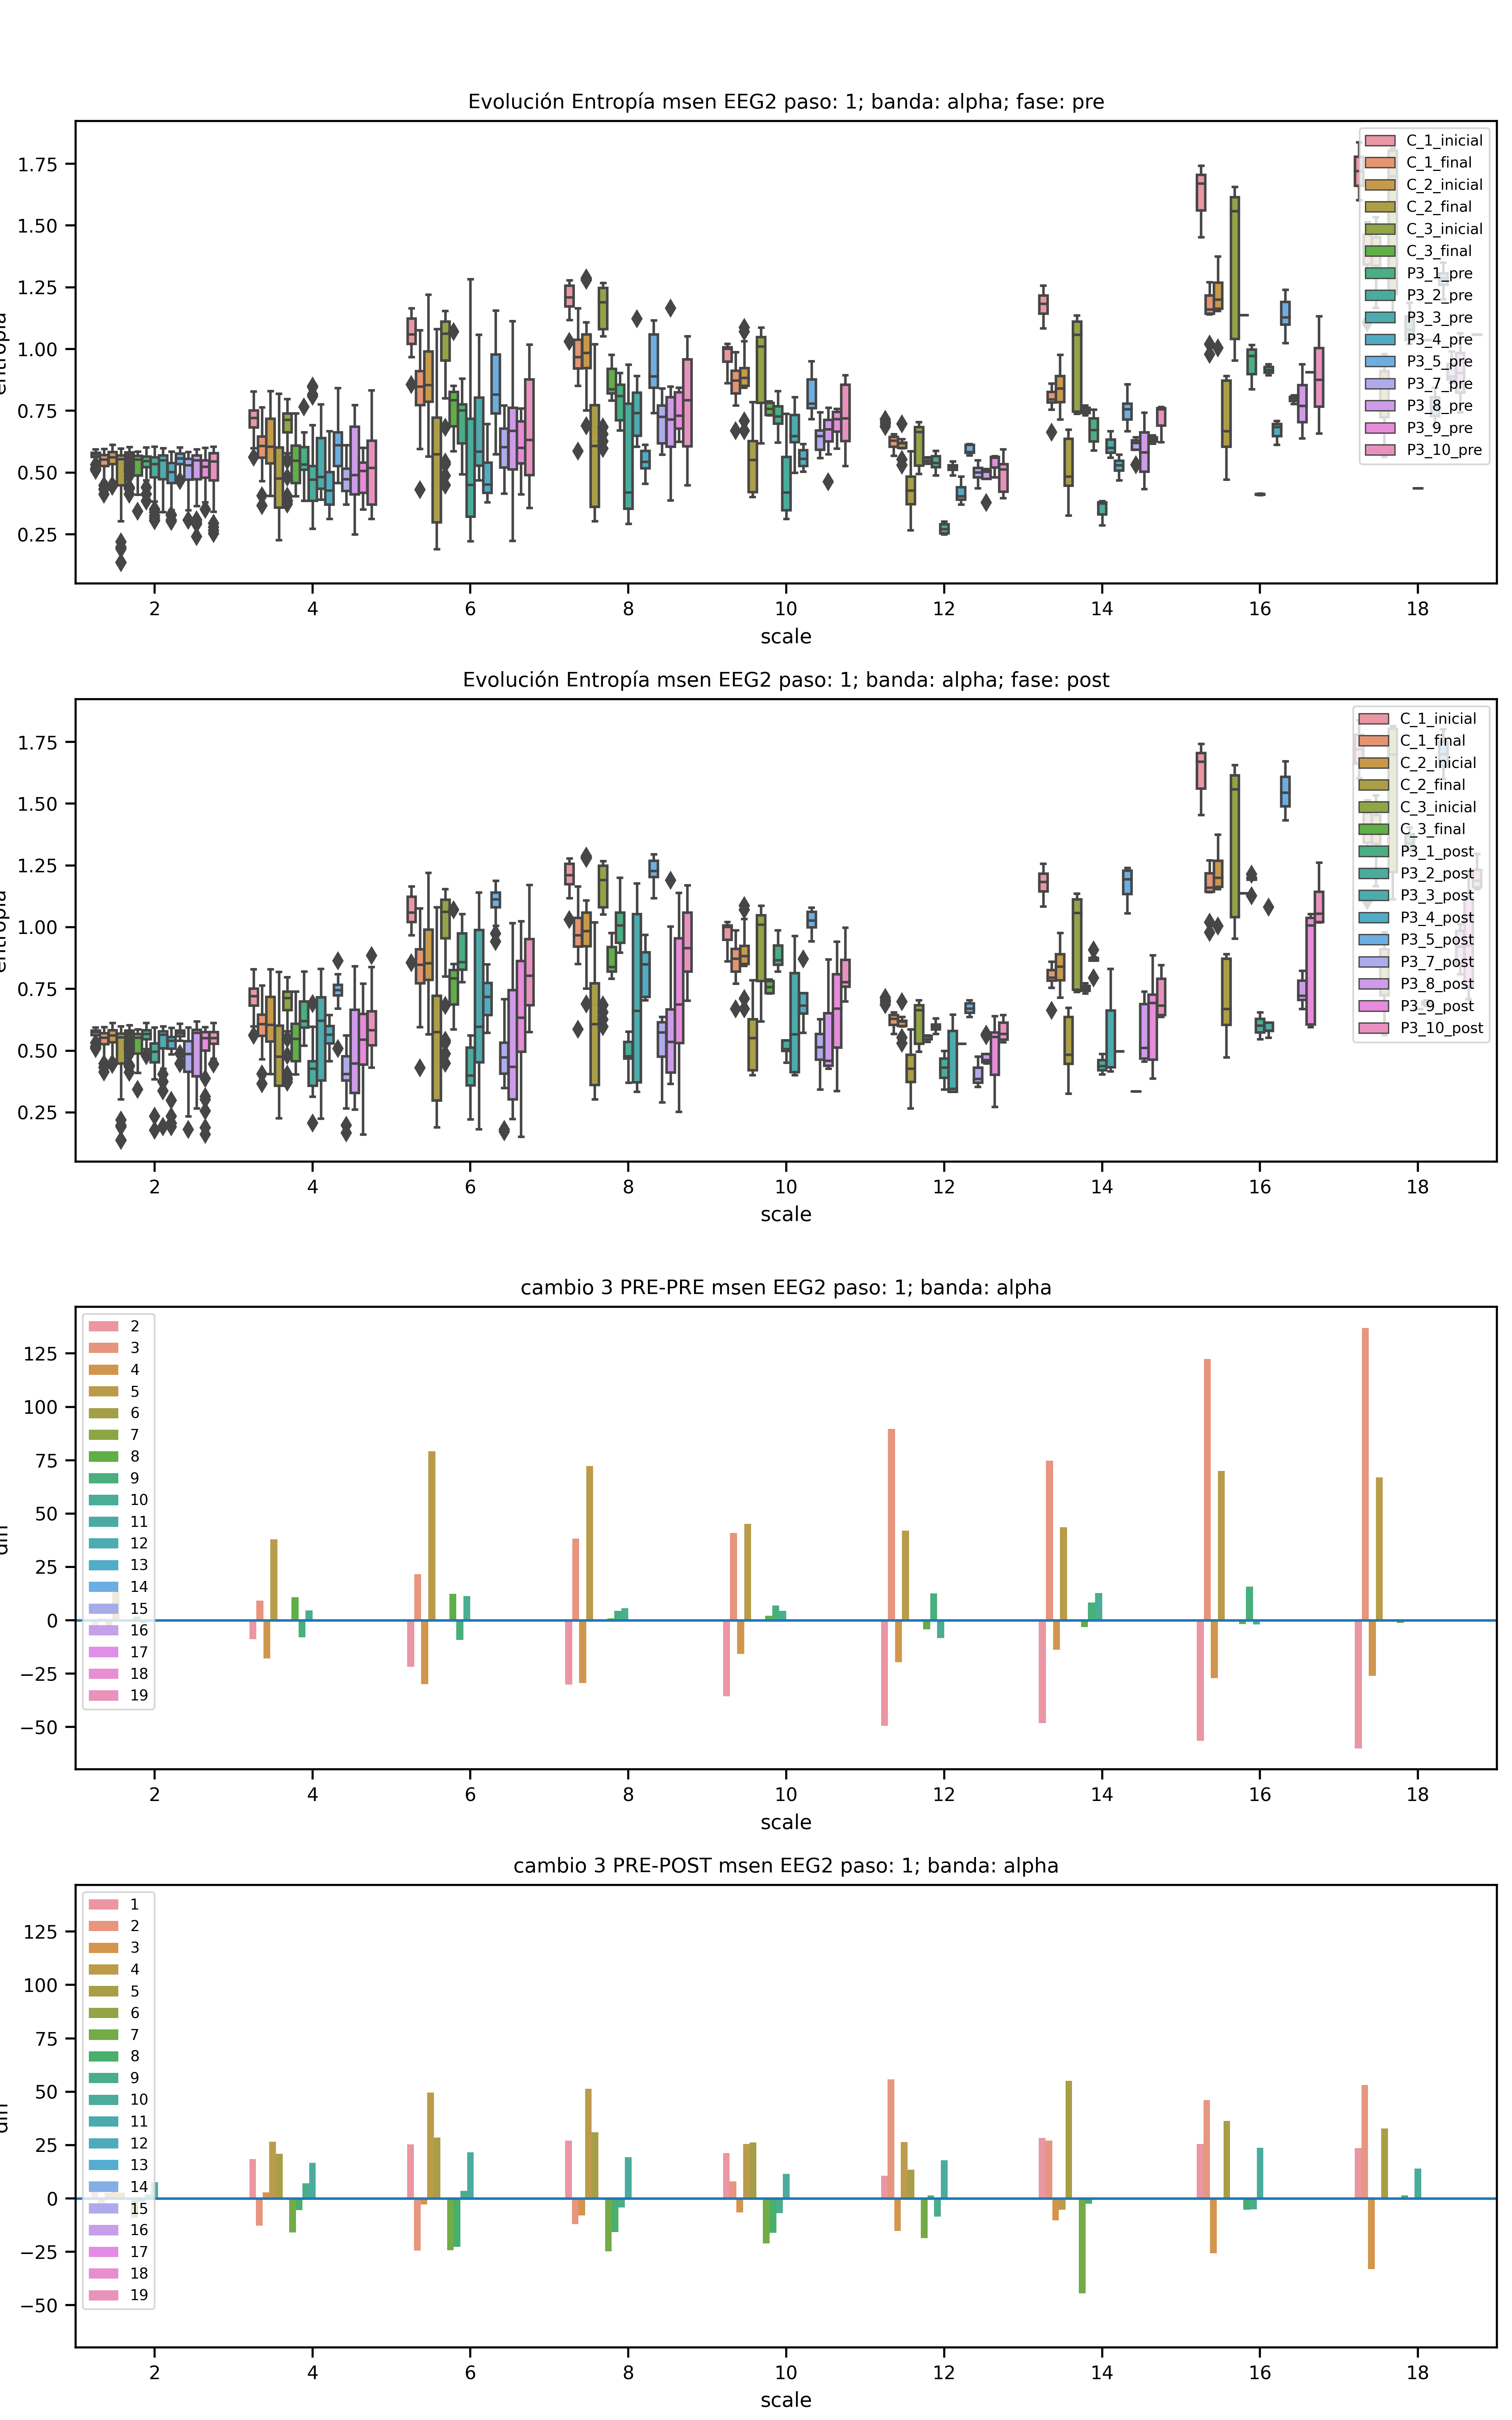 Evolución Entropía msen EEG2 paso: 1; banda: alpha; fase: pre
1.75
1.50
1.25
1.00
0.75
0.50
0.25
C_1_inicial
C_1_final
C_2_inicial
C_2_final
C_3_inicial
C_3_final
P3_1_pre
P3_2_pre
P3_3_pre
P3_4_pre
P3_5_pre
P3_7_pre
P3_8_pre
P3_9_pre
P3_10_pre
2 4 6 8 10 12 14 16 18
scale
Evolución Entropía msen EEG2 paso: 1; banda: alpha; fase: post
1.75
1.50
1.25
1.00
0.75
0.50
0.25
C_1_inicial
C_1_final
C_2_inicial
C_2_final
C_3_inicial
C_3_final
P3_1_post
P3_2_post
P3_3_post
P3_4_post
P3_5_post
P3_7_post
P3_8_post
P3_9_post
P3_10_post
2 4 6 8 10 12 14 16 18
scale
cambio 3 PRE-PRE msen EEG2 paso: 1; banda: alpha
125
100
75
50
25
0
−25
−50
2
3
4
5
6
7
8
9
10
11
12
13
14
15
16
17
18
19
2 4 6 8 10 12 14 16 18
scale
cambio 3 PRE-POST msen EEG2 paso: 1; banda: alpha
125
100
75
50
25
0
−25
−50
1
2
3
4
5
6
7
8
9
10
11
12
13
14
15
16
17
18
19
2 4 6 8 10 12 14 16 18
scale